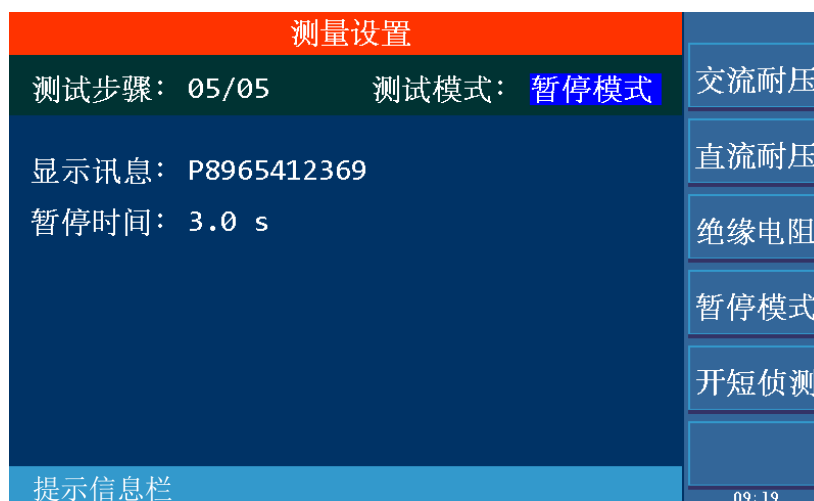 测量设置
测试步骤： 05/05 测试模式： 暂停模式
显示讯息： P8965412369
暂停时间： 3.0 s
提示信息栏
交流耐压
直流耐压
绝缘电阻
暂停模式
开短侦测
09:19